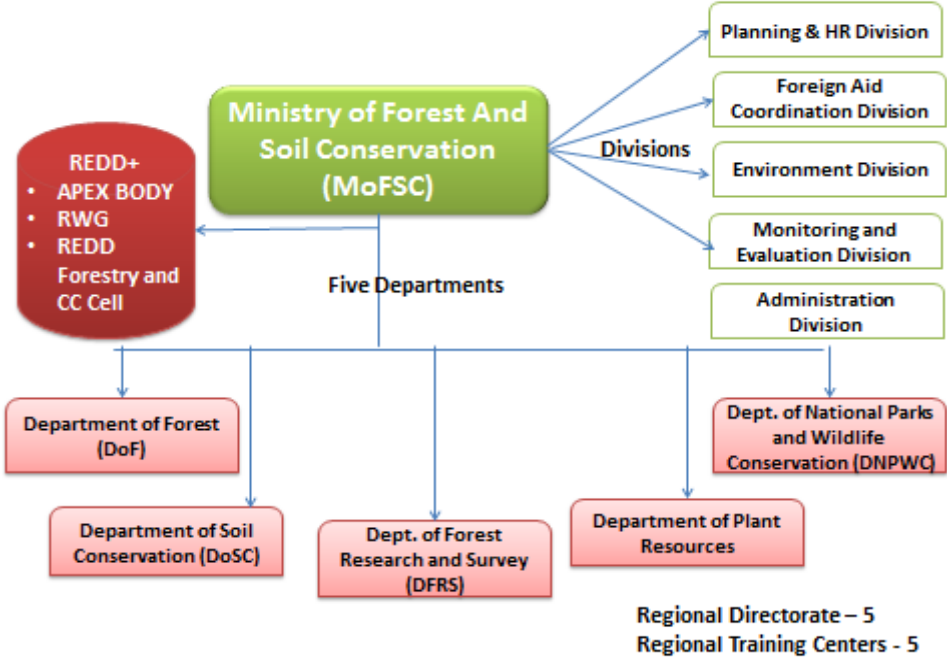 Planning & HR Division
Ministry of Forest And
Soil Conservation
(MoFSC)
Foreign Aid
Coordination Division
Divisions
Environment Division
REDD+
• APEX BODY
• RWG
• REDD
Forestry and
CC Cell
Monitoring and
Evaluation Division
Five Departments
Administration
Division
Department of Forest
(DoF)
Dept. of National Parks
and Wildlife
Conservation (DNPWC)
Department of Soil
Conservation (DoSC)
Dept. of Forest
Research and Survey
(DFRS)
Department of Plant
Resources
Regional Directorate – 5
Regional Training Centers - 5